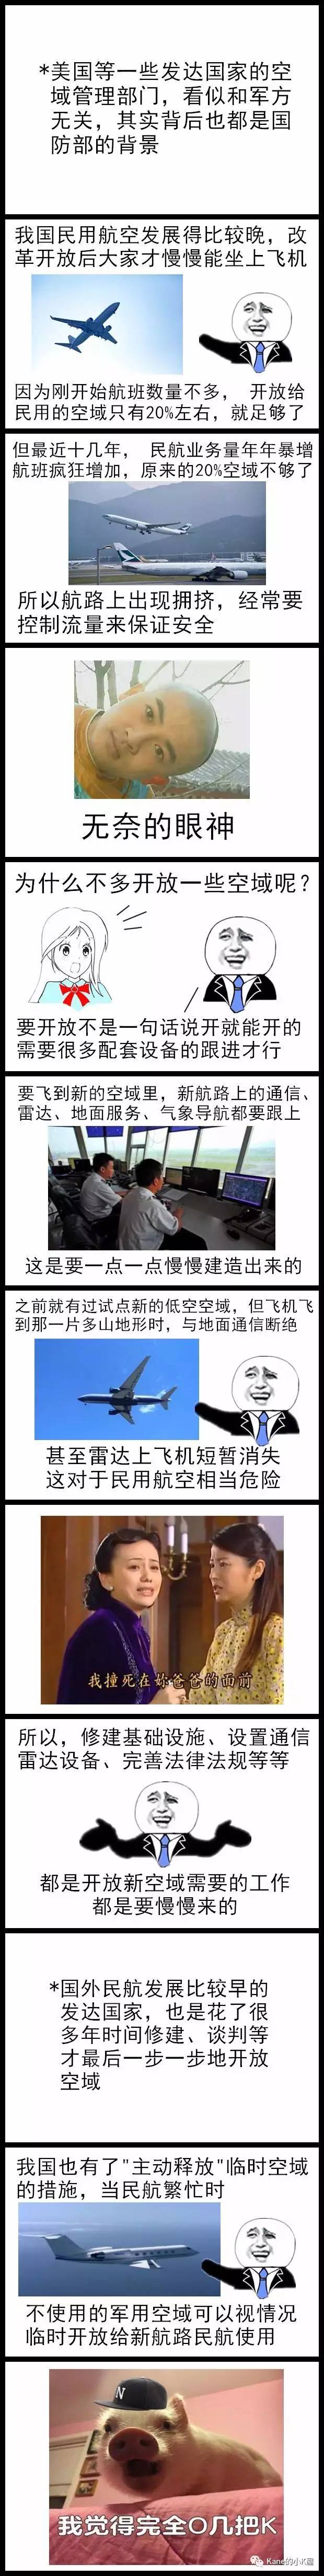 *美国等一些发达国家的空
域管理部门，看似和军方
无关，其实背后也都是国
防部的背景
我国民用航空发展得比较晚，改
革开放后大家才慢慢能坐上飞机
因为刚开始航班数量不多， 开放给
民用的空域只有20%左右，就足够了
但最近十几年， 民航业务量年年暴增
航班疯狂增加，原来的20%空域不够了
所以航路上出现拥挤，经常要
控制流量来保证安全
无奈的眼神
为什么不多开放一些空域呢？
要开放不是一句话说开就能开的
需要很多配套设备的跟进才行
要飞到新的空域里，新航路上的通信、
雷达、地面服务、气象导航都要跟上
这是要一点一点慢慢建造出来的
之前就有过试点新的低空空域，但飞机飞
到那一片多山地形时，与地面通信断绝
甚至雷达上飞机短暂消失
这对于民用航空相当危险
我撞死在妳爸爸的面前
所以，修建基础设施、设置通信
雷达设备、完善法律法规等等
都是开放新空域需要的工作
都是要慢慢来的
*国外民航发展比较早的
发达国家，也是花了很
多年时间修建、谈判等
才最后一步一步地开放
空域
我国也有了"主动释放"临时空域
的措施，当民航繁忙时
不使用的军用空域可以视情况
临时开放给新航路民航使用
N
我觉得完全O几把K
Kane的小K屋